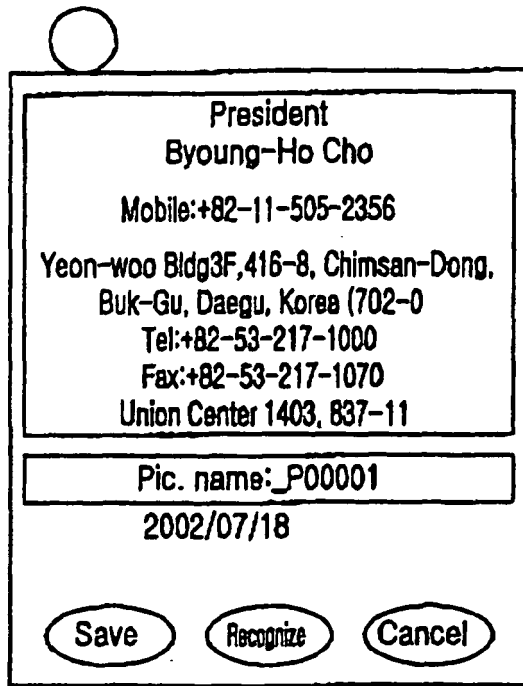 President
Byoung-Ho Cho
Mobile:+82-11-505-2356
Yeon-woo Bldg3F,416-8, Chimsan-Dong,
Buk-Gu, Daegu, Korea (702-0
Tel:+82-53-217-1000
Fax:+82-53-217-1070
Union Center 1403, 837-11
Pic. name:_P00001
2002/07/18
Save Recognize Cancel